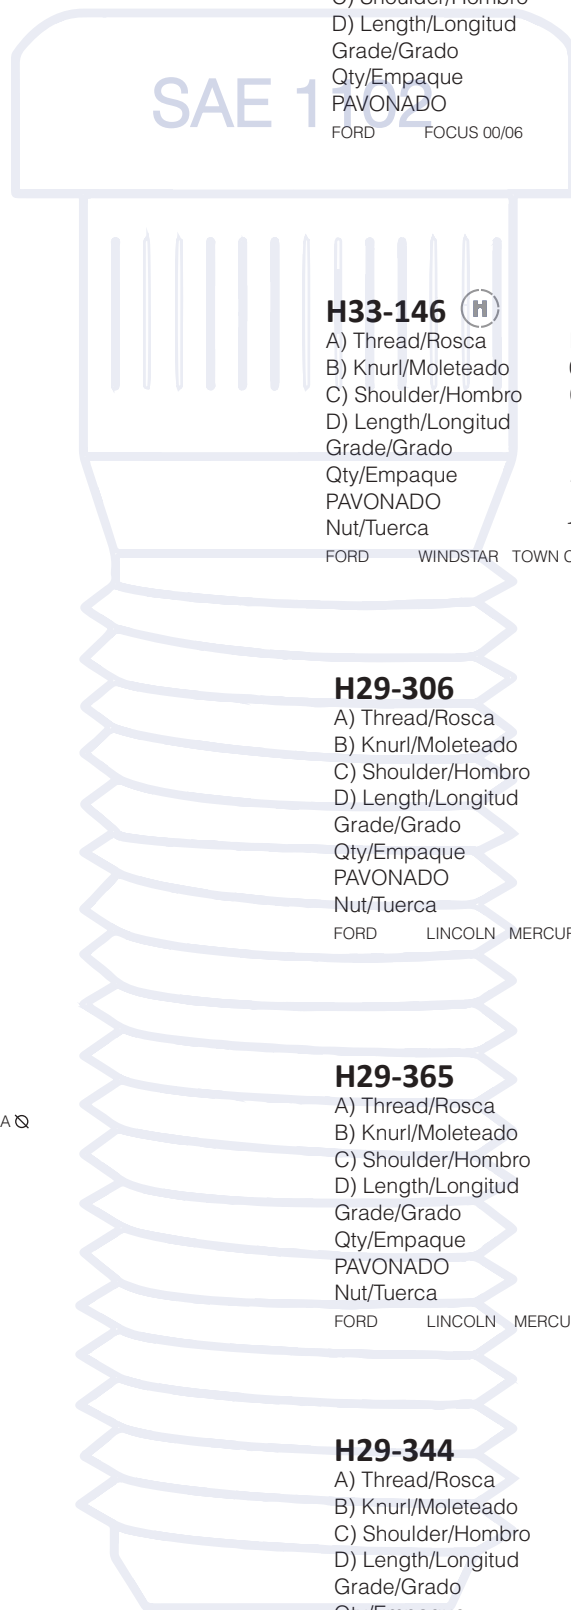 D) Length/Longitud
Grade/Grado
Qty/Empaque
PAVONADO
SAE 1102
FORD FOCUS 00/06
H33-146 H
A) Thread/Rosca
B) Knurl/Moleteado
C) Shoulder/Hombro
D) Length/Longitud
Grade/Grado
Qty/Empaque
PAVONADO
Nut/Tuerca
FORD WINDSTAR TOWN
H29-306
A) Thread/Rosca
B) Knurl/Moleteado
C) Shoulder/Hombro
D) Length/Longitud
Grade/Grado
Qty/Empaque
PAVONADO
Nut/Tuerca
FORD LINCOLN
H29-365
A) Thread/Rosca
A
B) Knurl/Moleteado
C) Shoulder/Hombro
D) Length/Longitud
Grade/Grado
Qty/Empaque
PAVONADO
Nut/Tuerca
FORD LINCOLN
H29-344
A) Thread/Rosca
B) Knurl/Moleteado
C) Shoulder/Hombro
D) Length/Longitud
Grade/Grado